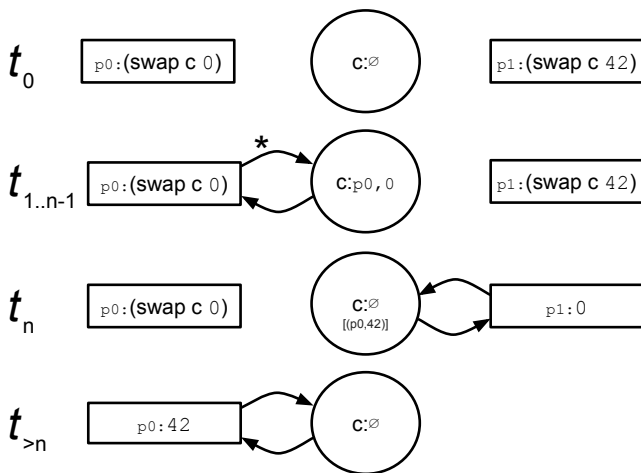 t0 p0:(swap c 0) c:∅ p1:(swap c 42)
*
t1..n-1 p0:(swap c 0) c:p0,0 p1:(swap c 42)
tn p0:(swap c 0) c:∅ p1:0
[(p0,42)]
t>n p0:42 c:∅